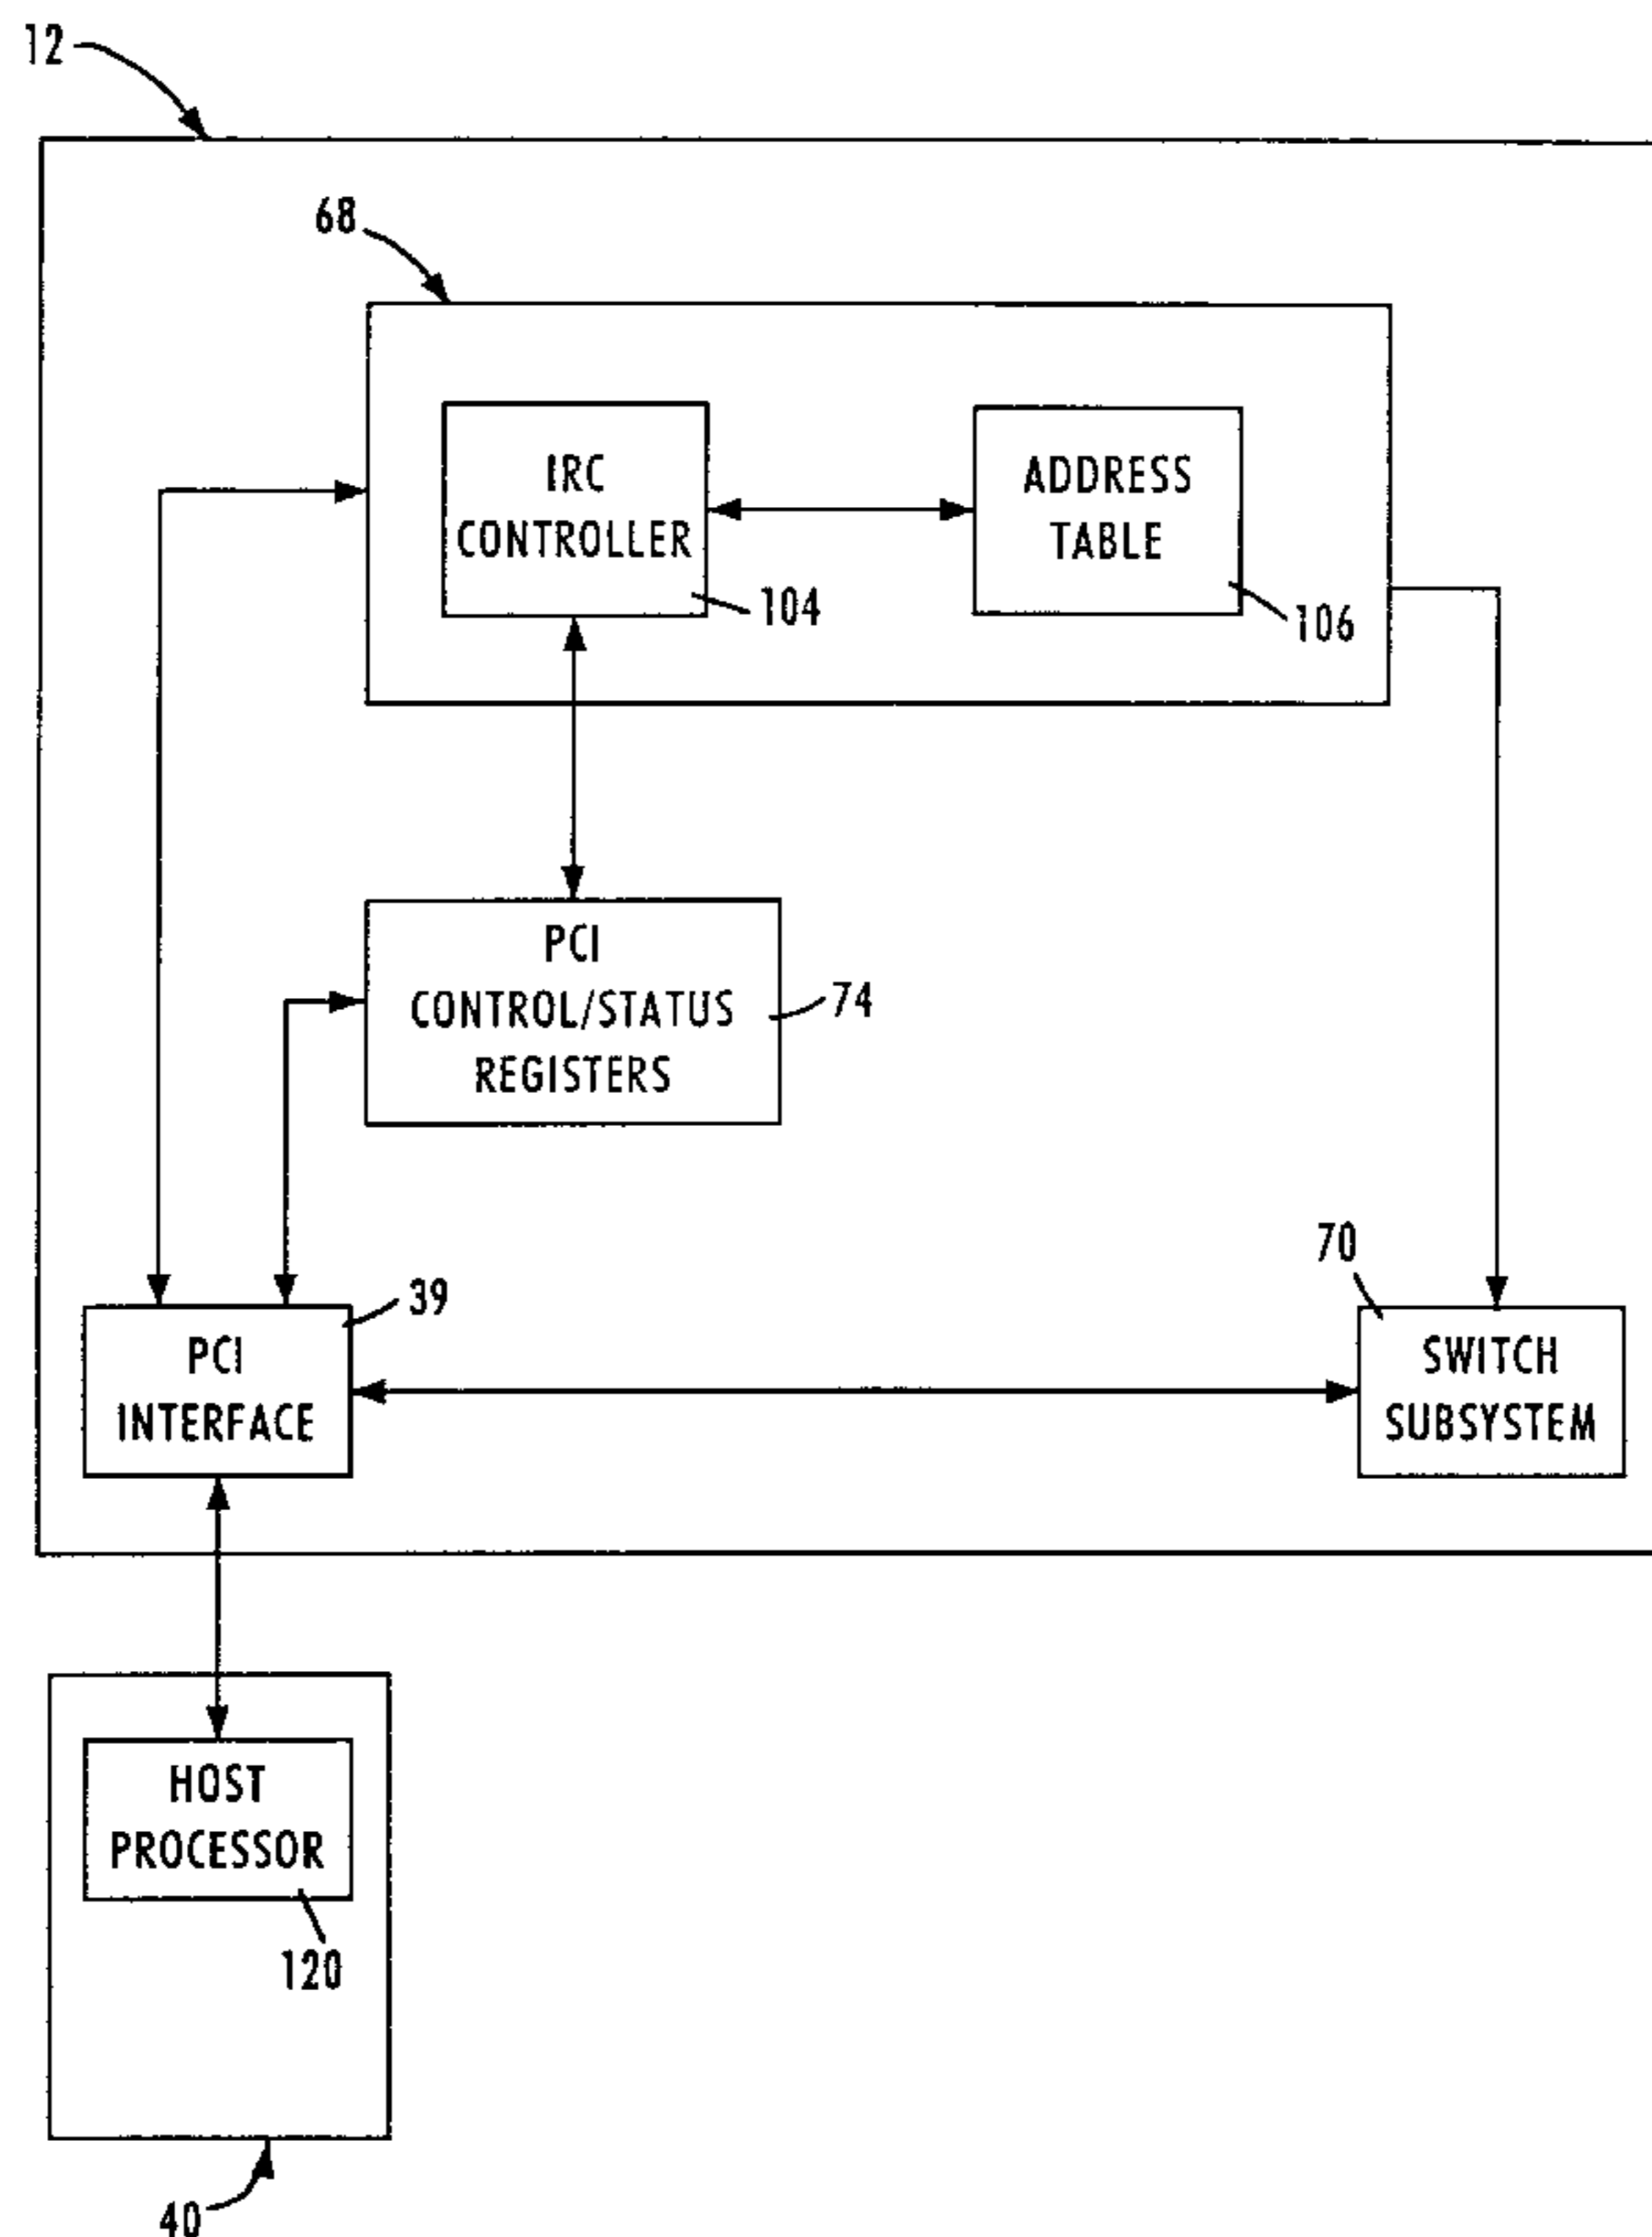 12
68
IRC
CONTROLLER
104
ADDRESS
TABLE
106
PCI
CONTROL/STATUS
REGISTERS
74
39
PCI
INTERFACE
70
SWITCH
SUBSYSTEM
HOST
PROCESSOR
120
40